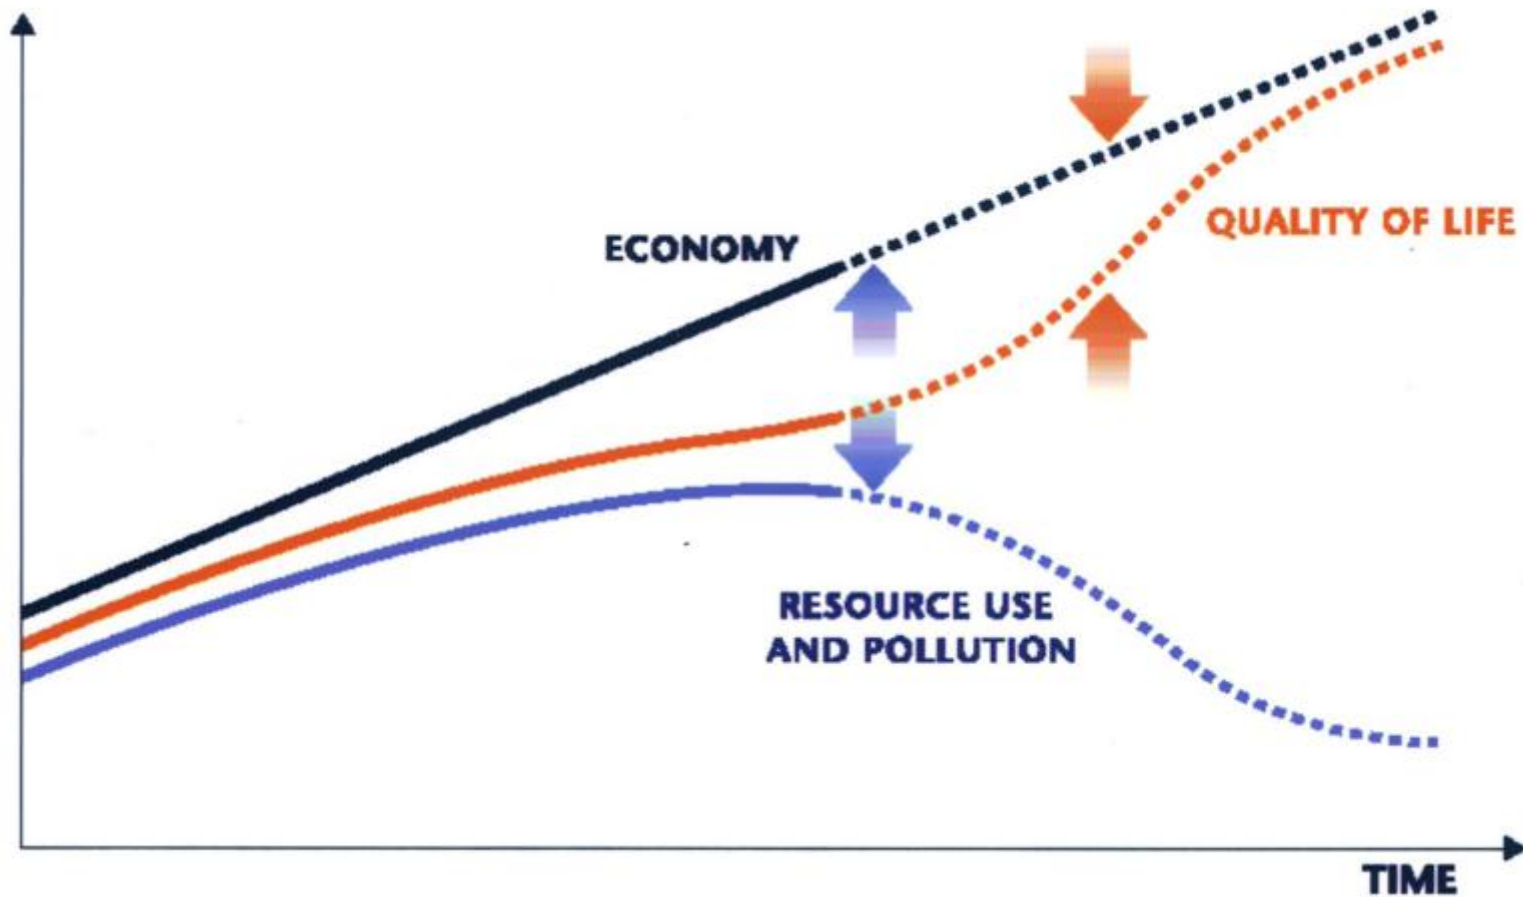 ECONOMY
QUALITY OF LIFE
RESOURCE USE
AND POLLUTION
TIME